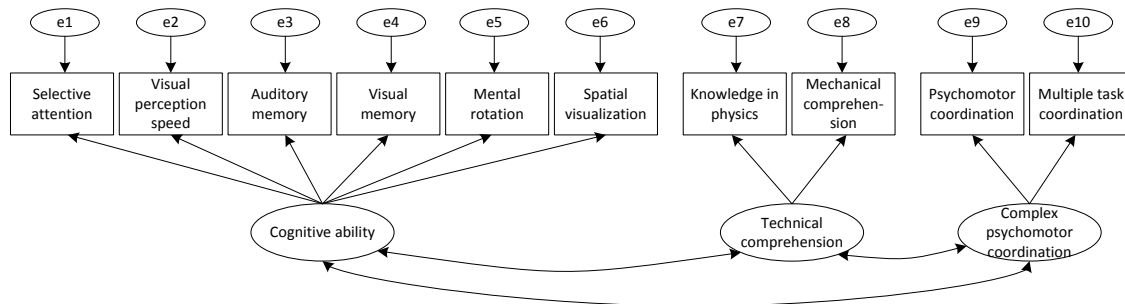 e1
e2
e3
e4
e5
e6
e7
e8
e9
e10
Selective
attention
Visual
perception
speed
Auditory
memory
Visual
memory
Mental
rotation
Spatial
visualization
Knowledge in
physics
Mechanical
comprehen-
sion
Psychomotor
coordination
Multiple task
coordination
Cognitive ability
Technical
comprehension
Complex
psychomotor
coordination